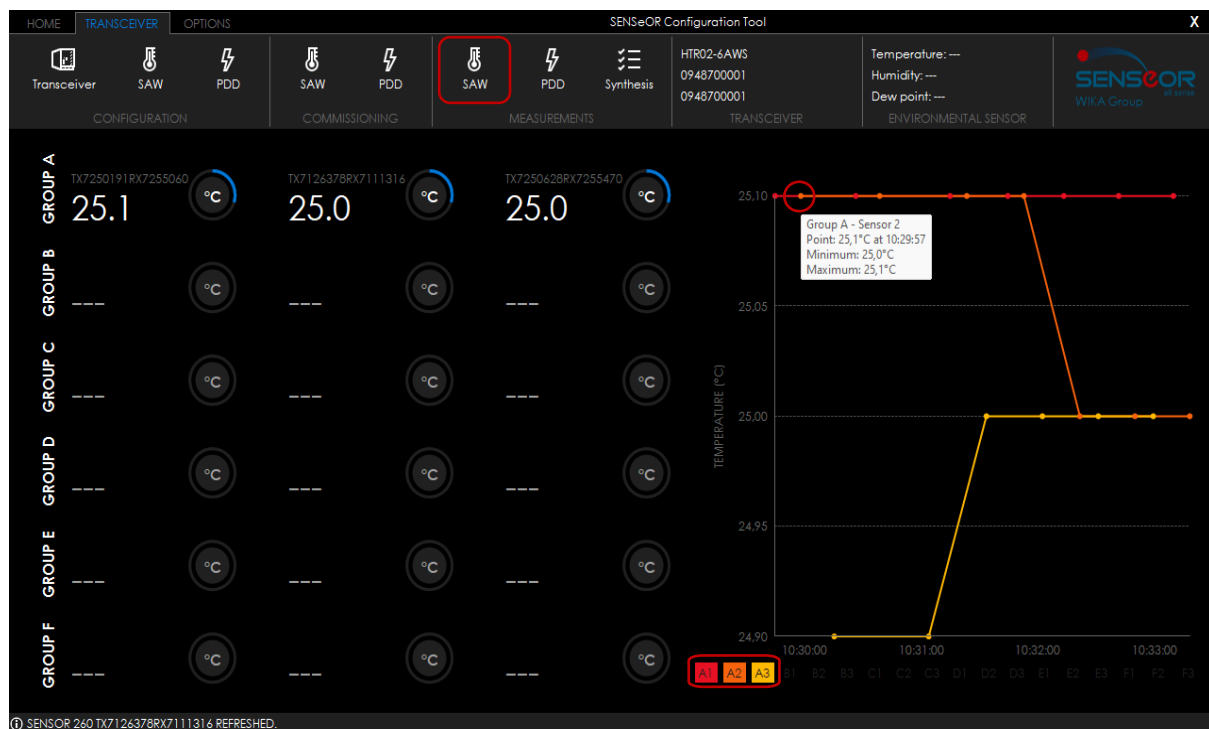 HOME TRANSCEIVER OPTIONS SENSeOR Configuration Tool X
Transceiver SAW PDD SAW PDD SAW PDD Synthesis
CONFIGURATION COMMISSIONING MEASUREMENTS
HTR02-6AWS
0948700001
0948700001
TRANSCEIVER
Temperature: ---
Humidity: ---
Dew point: ---
ENVIRONMENTAL SENSOR
SENSeOR
all sense
WIKA Group
GROUP A
TX7250191RX7255060 TX7126378RX7111316 TX7250628RX7255470
25.1 °C 25.0 °C 25.0 °C
GROUP B
--- °C --- °C --- °C
GROUP C
--- °C --- °C --- °C
GROUP D
--- °C --- °C --- °C
GROUP E
--- °C --- °C --- °C
GROUP F
--- °C --- °C --- °C
TEMPERATURE (°C)
25,10
25,05
25,00
24,95
24,90
Group A - Sensor 2
Point: 25,1°C at 10:29:57
Minimum: 25,0°C
Maximum: 25,1°C
10:30:00 10:31:00 10:32:00 10:33:00
A1 A2 A3 B1 B2 B3 C1 C2 C3 D1 D2 D3 E1 E2 E3 F1 F2 F3
SENSOR 260 TX7126378RX7111316 REFRESHED.